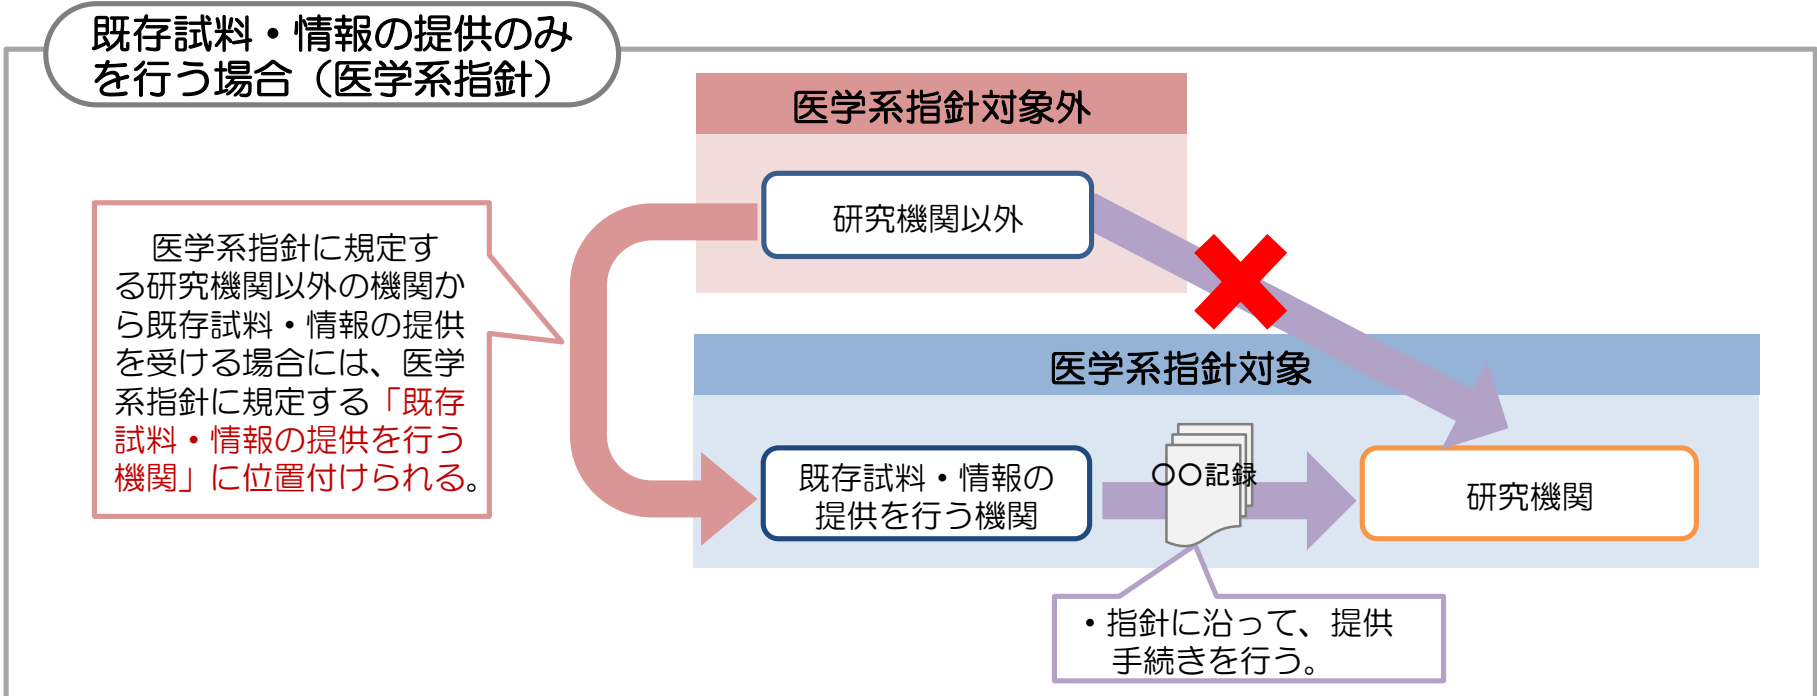 既存試料・情報の提供のみ
を行う場合（医学系指針）
医学系指針対象外
研究機関以外
医学系指針に規定す
る研究機関以外の機関か
ら既存試料・情報の提供
を受ける場合には、医学
系指針に規定する「既存
試料・情報の提供を行う
機関」に位置付けられる。
医学系指針対象
既存試料・情報の
提供を行う機関
〇〇記録
研究機関
・指針に沿って、提供
手続きを行う。